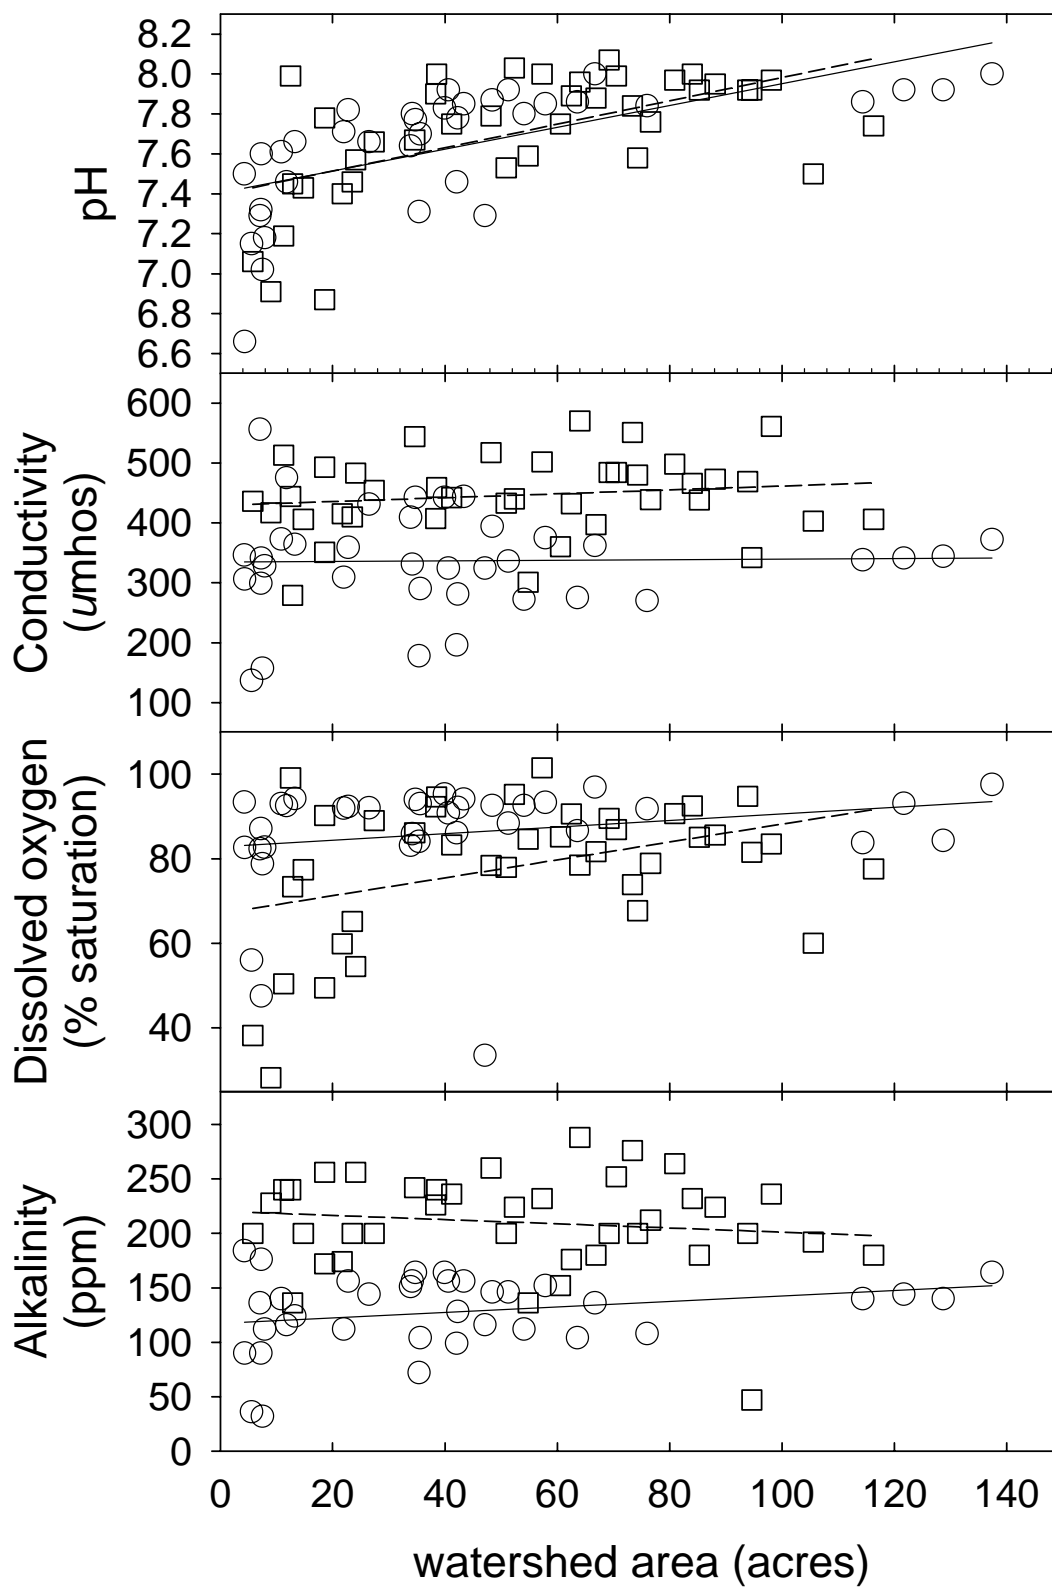 8.2
8.0
7.8
7.6
7.4
7.2
7.0
6.8
6.6
pH
600
500
400
300
200
100
Conductivity
(umhos)
100
80
60
40
Dissolved oxygen
(% saturation)
300
250
200
150
100
50
0
Alkalinity
(ppm)
0 20 40 60 80 100 120 140
watershed area (acres)